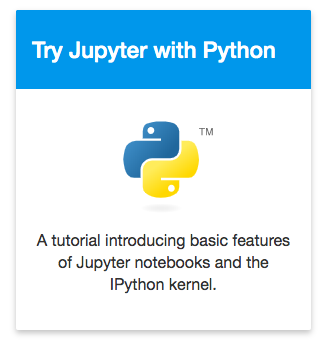 Try Jupyter with Python
TM
A tutorial introducing basic features
of Jupyter notebooks and the
IPython kernel.